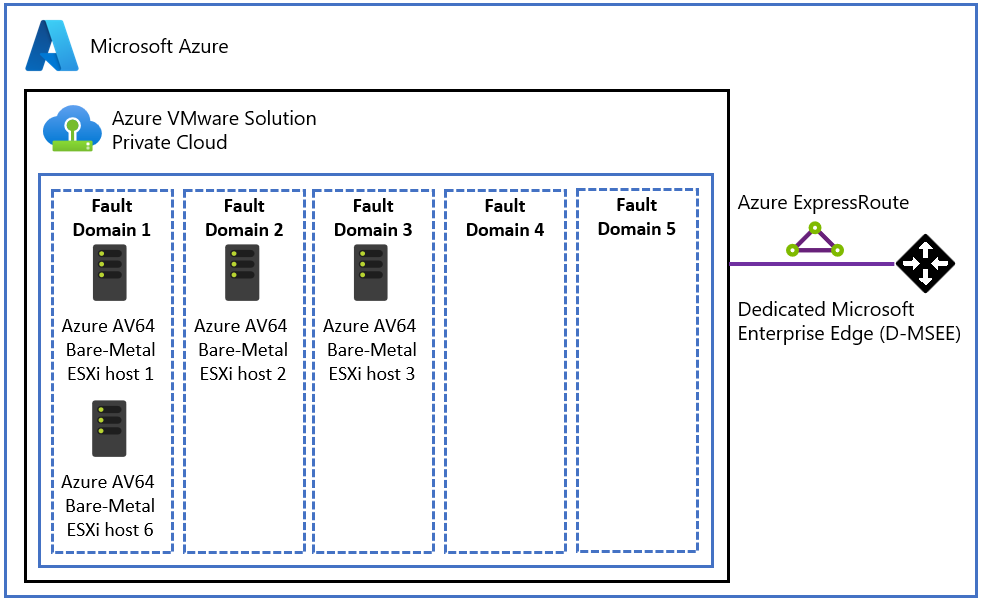 Microsoft Azure
Azure VMware Solution
Private Cloud
Fault
Domain 1
Fault
Domain 2
Fault
Domain 3
Fault
Domain 4
Fault
Domain 5
Azure AV64
Bare-Metal
ESXi host 1
Azure AV64
Bare-Metal
ESXi host 2
Azure AV64
Bare-Metal
ESXi host 3
Azure AV64
Bare-Metal
ESXi host 6
Azure ExpressRoute
Dedicated Microsoft
Enterprise Edge (D-MSEE)